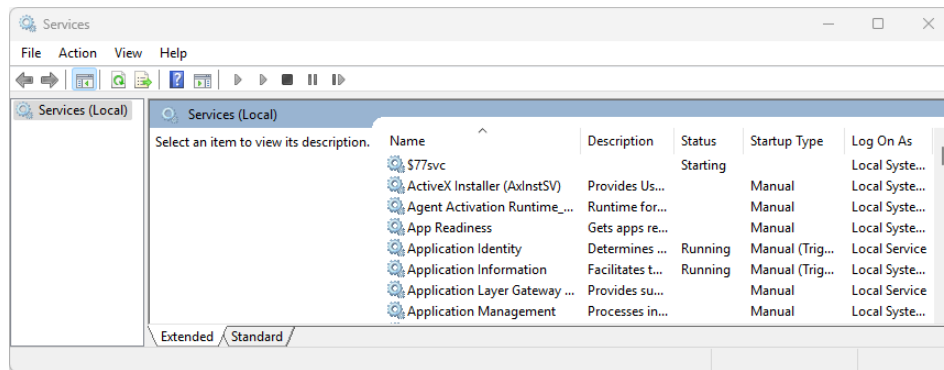 Services
File Action View Help
Services (Local)
Services (Local)
Select an item to view its description.
Name Description Status Startup Type Log On As
$77svc Starting Local Syste...
ActiveX Installer (AxInstSV) Provides Us... Manual Local Syste...
Agent Activation Runtime_... Runtime for... Manual Local Syste...
App Readiness Gets apps re... Manual Local Syste...
Application Identity Determines ... Running Manual (Trig... Local Service
Application Information Facilitates t... Running Manual (Trig... Local Syste...
Application Layer Gateway ... Provides su... Manual Local Service
Application Management Processes in... Manual Local Syste...
Extended Standard